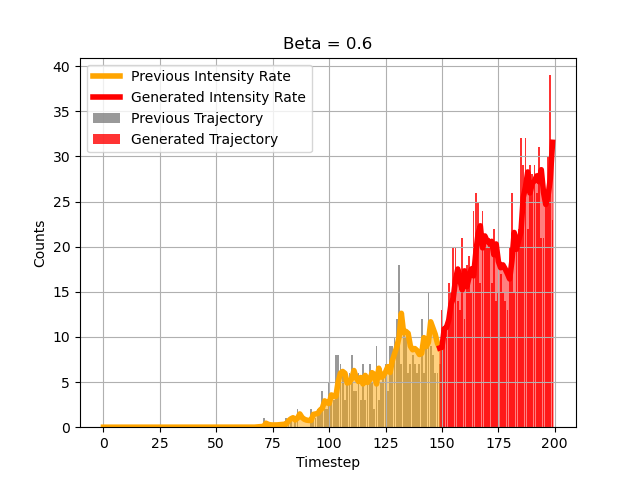 Beta = 0.6
40
35
30
25
20
15
10
5
0
Counts
Previous Intensity Rate
Generated Intensity Rate
Previous Trajectory
Generated Trajectory
0 25 50 75 100 125 150 175 200
Timestep